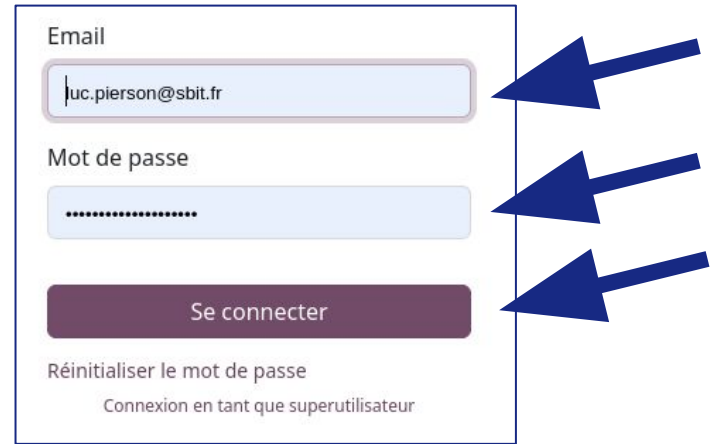 Email
luc.pierson@sbit.fr
Mot de passe
••••••••••••••••••••
Se connecter
Réinitialiser le mot de passe
Connexion en tant que superutilisateur